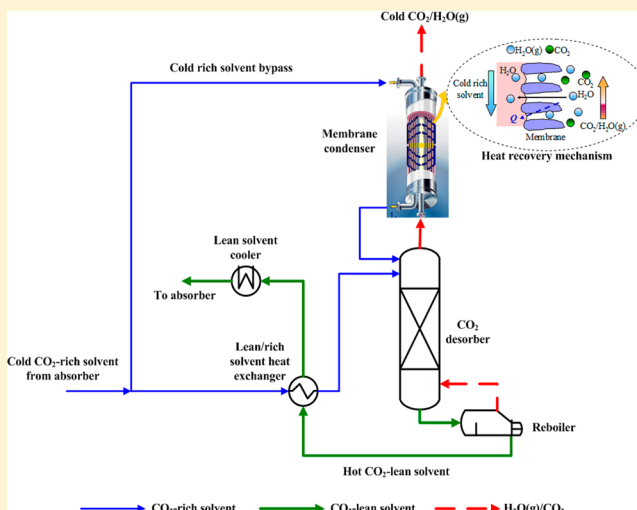 Cold CO₂/H₂O(g)
Cold rich solvent bypass
H₂O(g) CO₂
H₂O
Cold rich
solvent
CO₂
H₂O
Q
CO₂/H₂O(g)
Membrane
Heat recovery mechanism
Membrane
condenser
Lean solvent
cooler
To absorber
Lean/rich
solvent heat
exchanger
CO₂
desorber
Cold CO₂-rich solvent
from absorber
Reboiler
Hot CO₂-lean solvent
CO₂-rich solvent CO₂-lean solvent H₂O(g)/CO₂